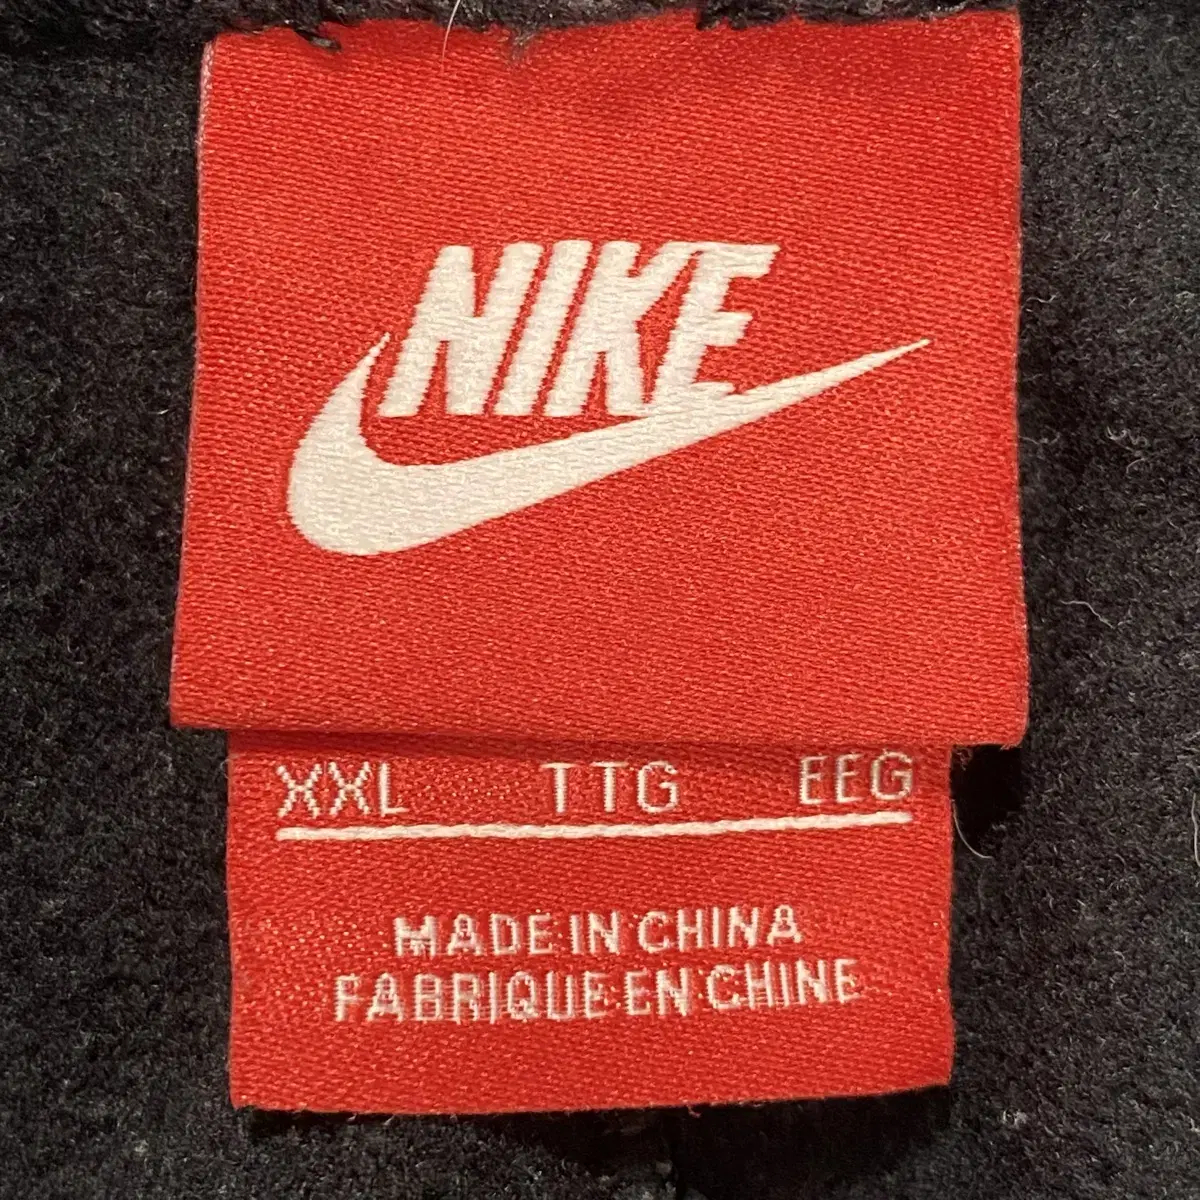 NIKE
XXL TTG EEG
MADE IN CHINA
FABRIQUE EN CHINE